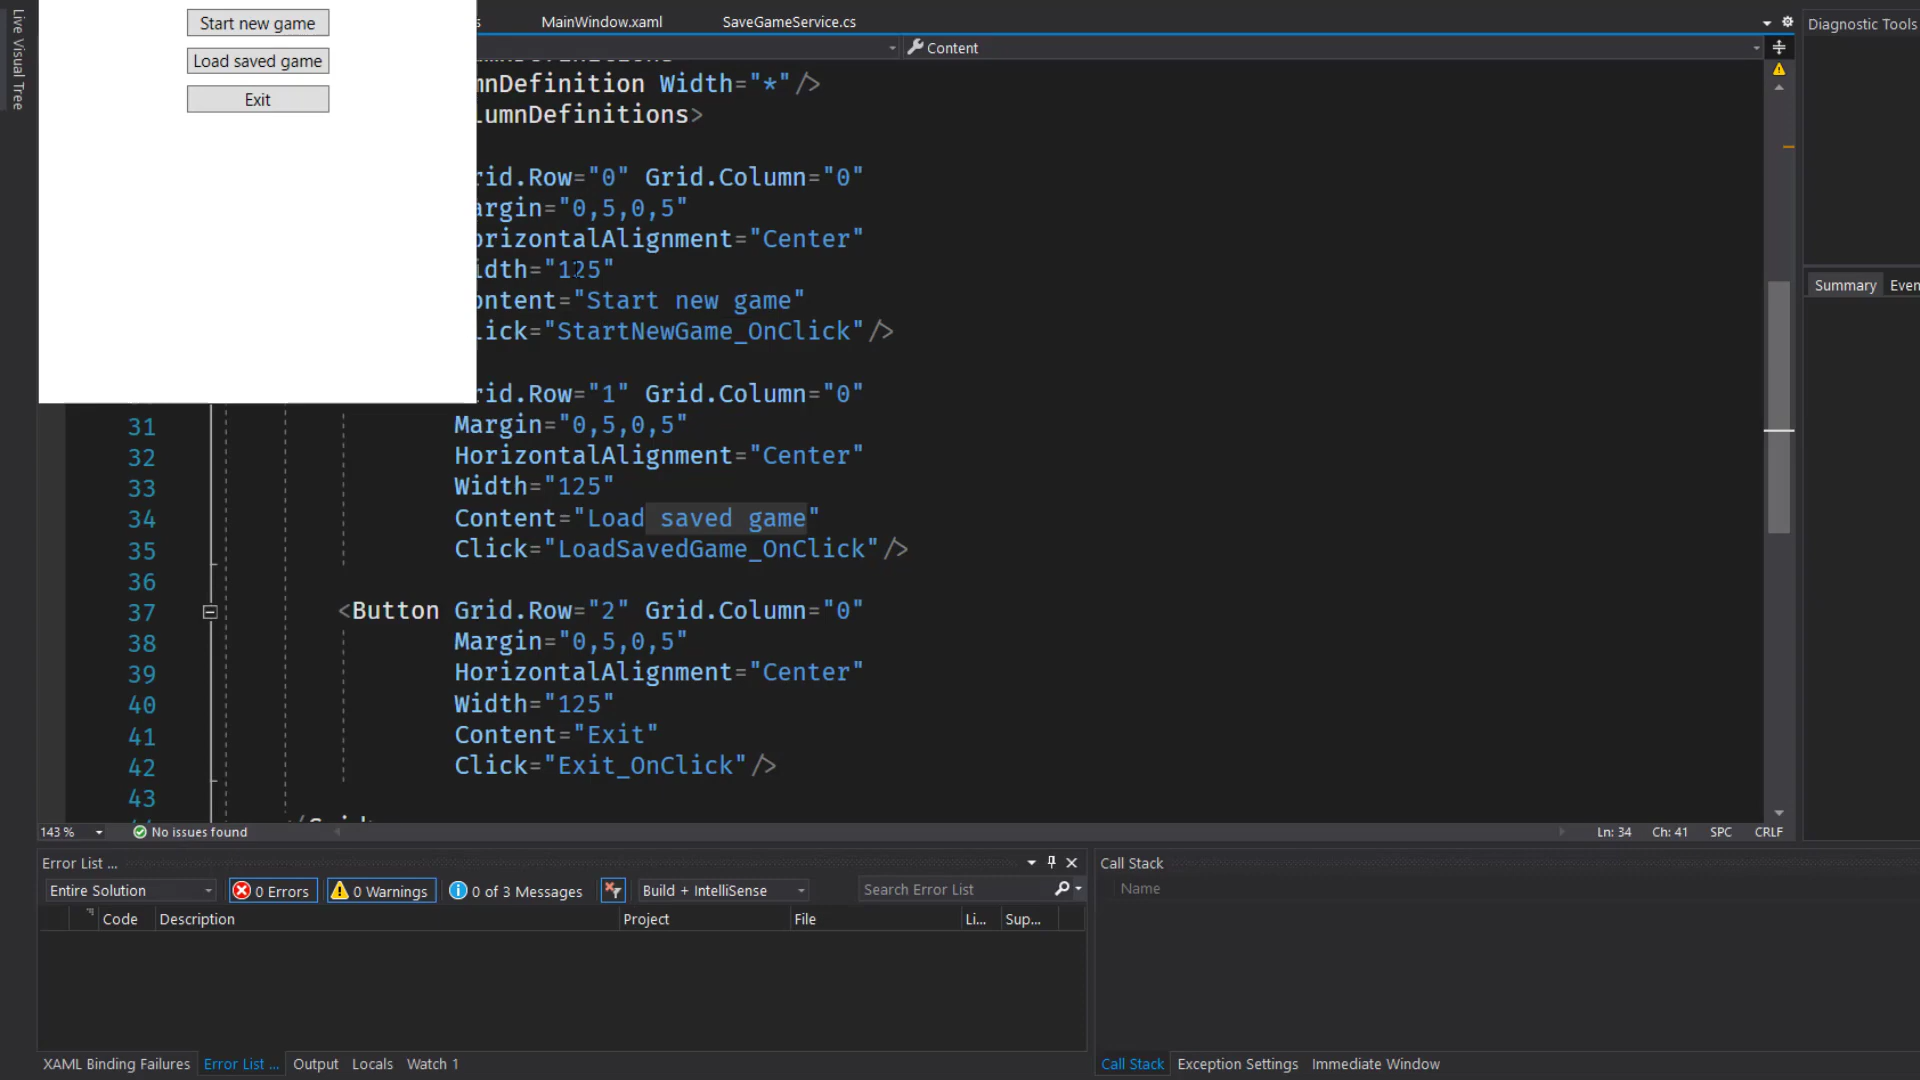 Live Visual Tree
Start new game
Load saved game
Exit
s
MainWindow.xaml
SaveGameService.cs
Content
nDefinition Width="*"/>
lumnDefinitions>
rid.Row="0" Grid.Column="0"
argin="0,5,0,5"
orizontalAlignment="Center"
idth="125"
ontent="Start new game"
lick="StartNewGame_OnClick"/>
rid.Row="1" Grid.Column="0"
31 Margin="0,5,0,5"
32 HorizontalAlignment="Center"
33 Width="125"
34 Content="Load saved game"
35 Click="LoadSavedGame_OnClick"/>
36
37 <Button Grid.Row="2" Grid.Column="0"
38 Margin="0,5,0,5"
39 HorizontalAlignment="Center"
40 Width="125"
41 Content="Exit"
42 Click="Exit_OnClick"/>
43
143 % No issues found Ln: 34 Ch: 41 SPC CRLF
Diagnostic Tools
Summary Even
Error List ...
Entire Solution 0 Errors 0 Warnings 0 of 3 Messages Build + IntelliSense Search Error List
Code Description Project File Li... Sup...
XAML Binding Failures Error List ... Output Locals Watch 1
Call Stack
Name
Call Stack Exception Settings Immediate Window